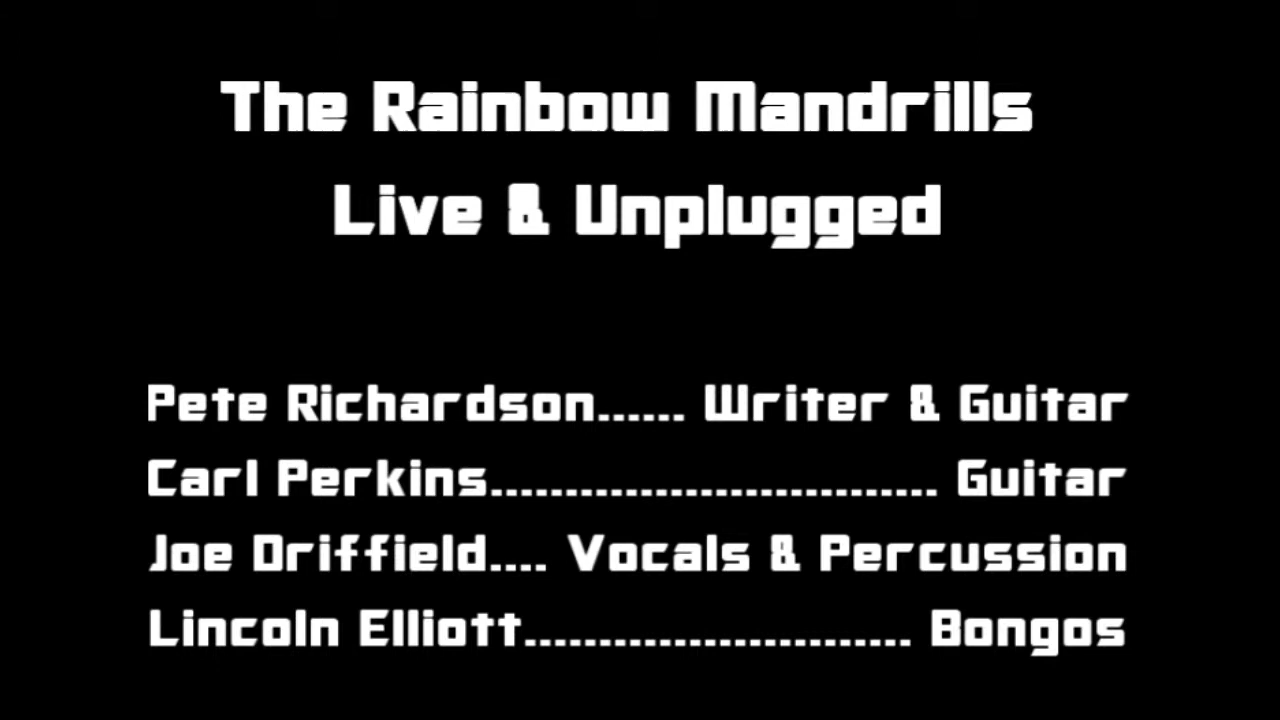 The Rainbow Mandrills
Live & Unplugged
Pete Richardson...... Writer & Guitar
Carl Perkins.............................. Guitar
Joe Driffield.... Vocals & Percussion
Lincoln Elliott.......................... Bongos